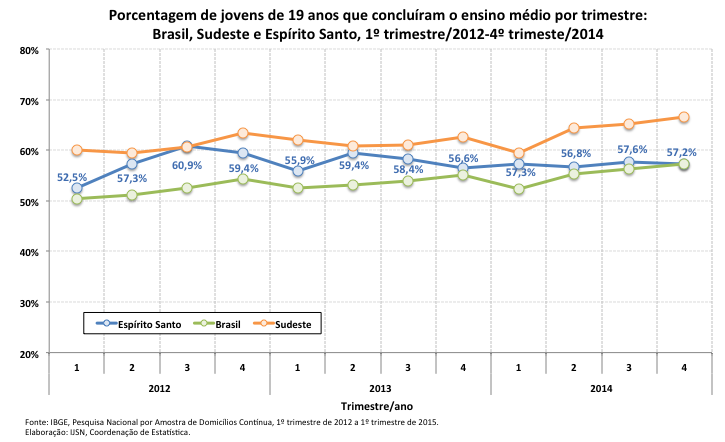 Porcentagem de jovens de 19 anos que concluíram o ensino médio por trimestre:
Brasil, Sudeste e Espírito Santo, 1º trimestre/2012-4º trimeste/2014
80%
70%
60%
50%
40%
30%
20%
52,5%
57,3%
60,9%
59,4%
55,9%
59,4%
58,4%
56,6%
57,3%
56,8%
57,6%
57,2%
Espírito Santo Brasil Sudeste
1 2 3 4 1 2 3 4 1 2 3 4
2012 2013 2014
Trimestre/ano
Fonte: IBGE, Pesquisa Nacional por Amostra de Domicílios Contínua, 1º trimestre de 2012 a 1º trimestre de 2015.
Elaboração: IJSN, Coordenação de Estatística.